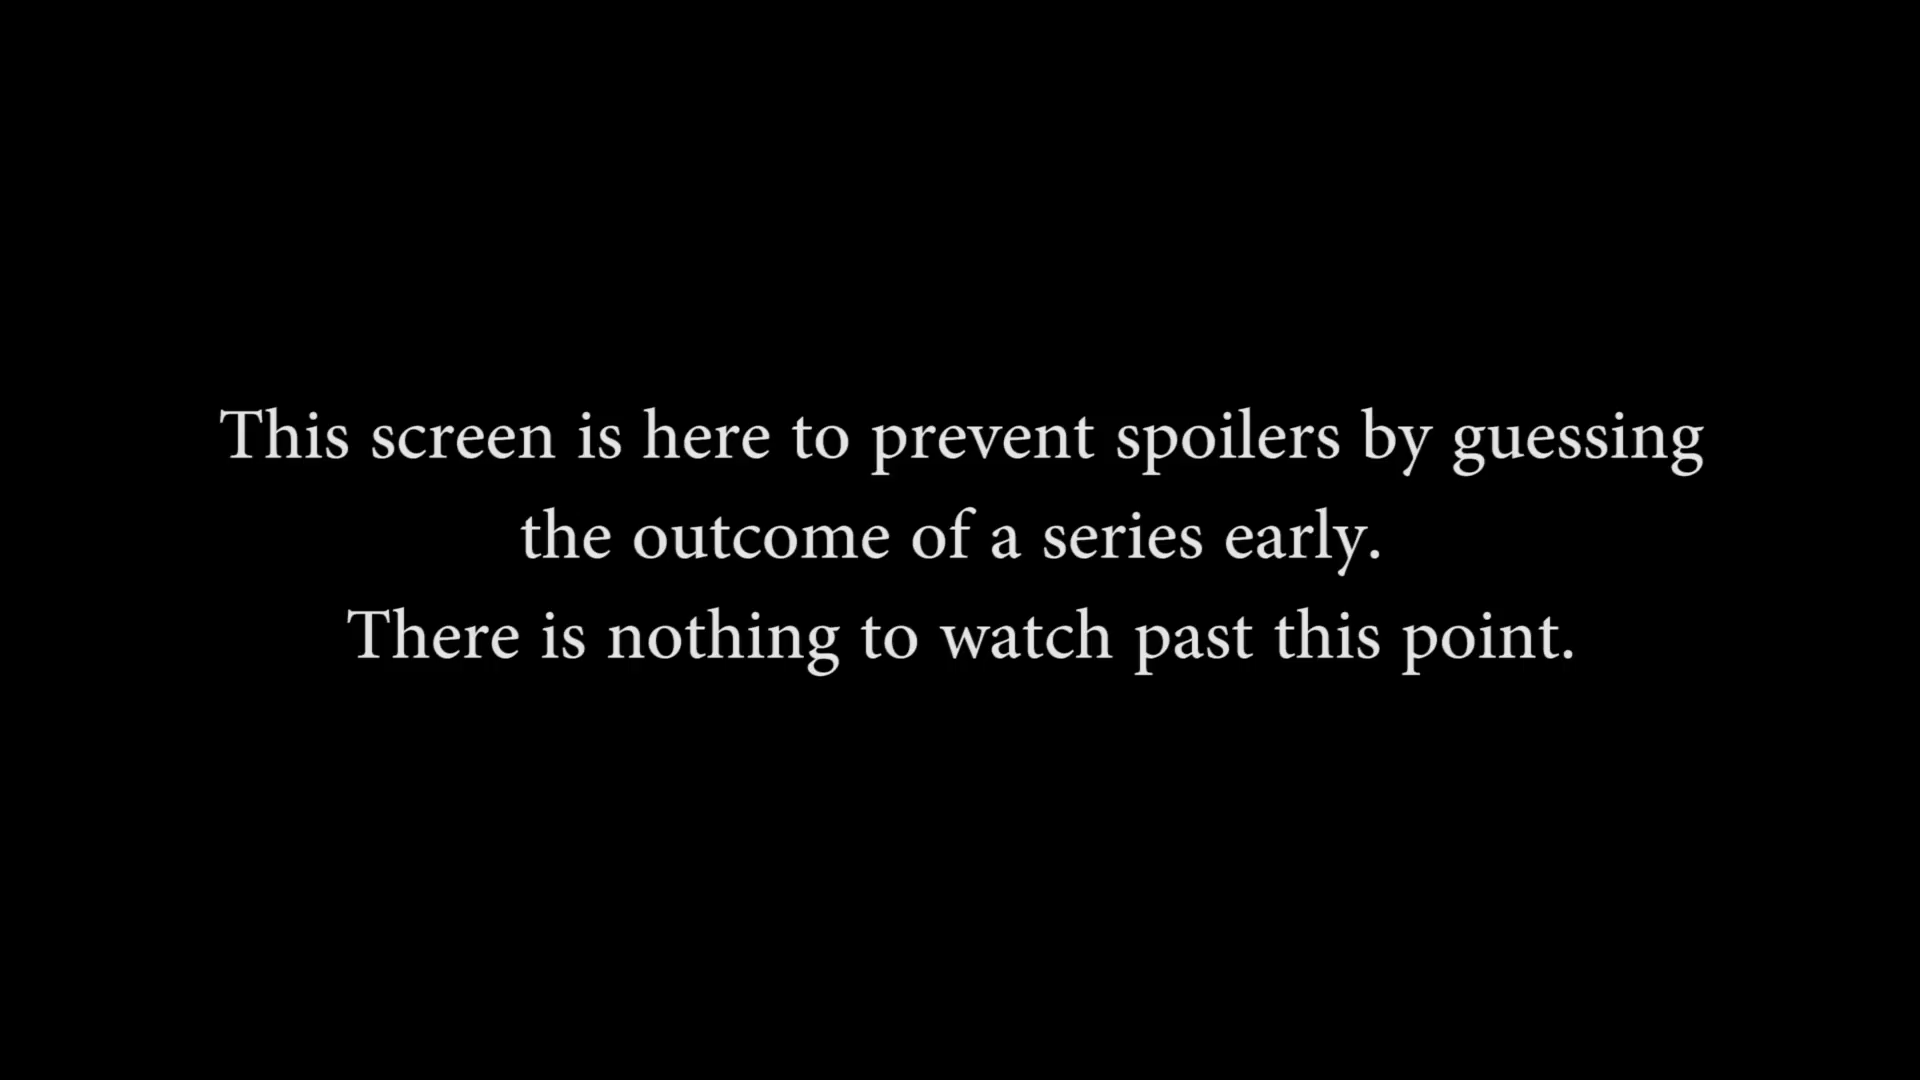 This screen is here to prevent spoilers by guessing
the outcome of a series early.
There is nothing to watch past this point.